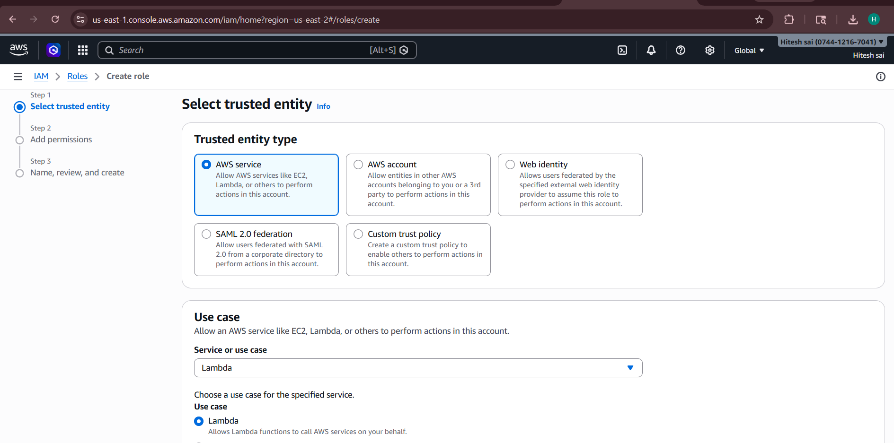 us-east-1.console.aws.amazon.com/iam/home?region=us-east-2#/roles/create
H
aws
Search
[Alt+S]
Global
Hitesh sai (0744-1216-7041)
Hitesh sai
IAM > Roles > Create role
Step 1
Select trusted entity
Step 2
Add permissions
Step 3
Name, review, and create
Select trusted entity Info
Trusted entity type
AWS service
Allow AWS services like EC2,
Lambda, or others to perform
actions in this account.
AWS account
Allow entities in other AWS
accounts belonging to you or a 3rd
party to perform actions in this
account.
Web identity
Allows users federated by the
specified external web identity
provider to assume this role to
perform actions in this account.
SAML 2.0 federation
Allow users federated with SAML
2.0 from a corporate directory to
perform actions in this account.
Custom trust policy
Create a custom trust policy to
enable others to perform actions in
this account.
Use case
Allow an AWS service like EC2, Lambda, or others to perform actions in this account.
Service or use case
Lambda
Choose a use case for the specified service.
Use case
Lambda
Allows Lambda functions to call AWS services on your behalf.